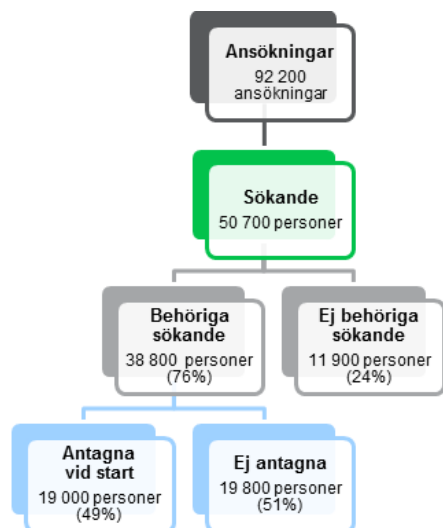 Ansökningar
92 200
ansökningar
Sökande
50 700 personer
Behöriga
sökande
38 800 personer
(76%)
Ej behöriga
sökande
11 900 personer
(24%)
Antagna
vid start
19 000 personer
(49%)
Ej antagna
19 800 personer
(51%)